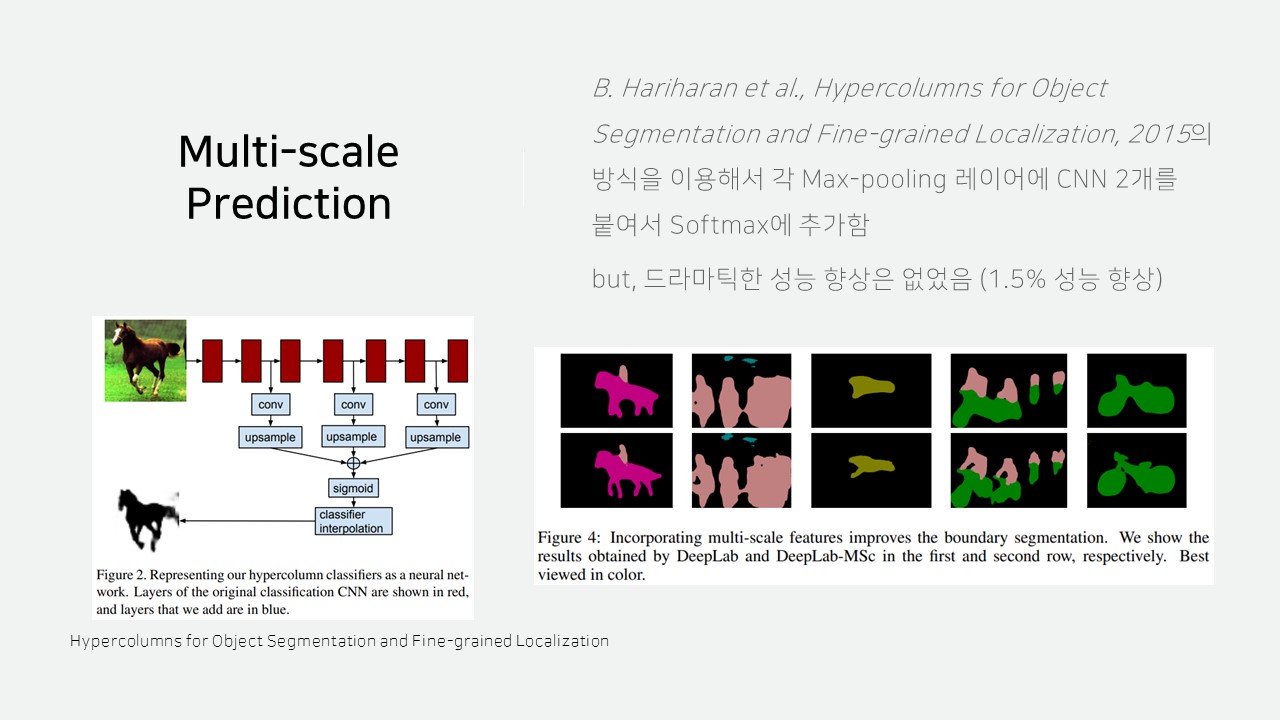 Multi-scale
Prediction
B. Hariharan et al., Hypercolumns for Object
Segmentation and Fine-grained Localization, 2015의
방식을 이용해서 각 Max-pooling 레이어에 CNN 2개를
붙여서 Softmax에 추가함
but, 드라마틱한 성능 향상은 없었음 (1.5% 성능 향상)
conv
conv
conv
upsample
upsample
upsample
sigmoid
classifier
interpolation
Figure 2. Representing our hypercolumn classifiers as a neural net-
work. Layers of the original classification CNN are shown in red,
and layers that we add are in blue.
Hypercolumns for Object Segmentation and Fine-grained Localization
Figure 4: Incorporating multi-scale features improves the boundary segmentation. We show the
results obtained by DeepLab and DeepLab-MSc in the first and second row, respectively. Best
viewed in color.